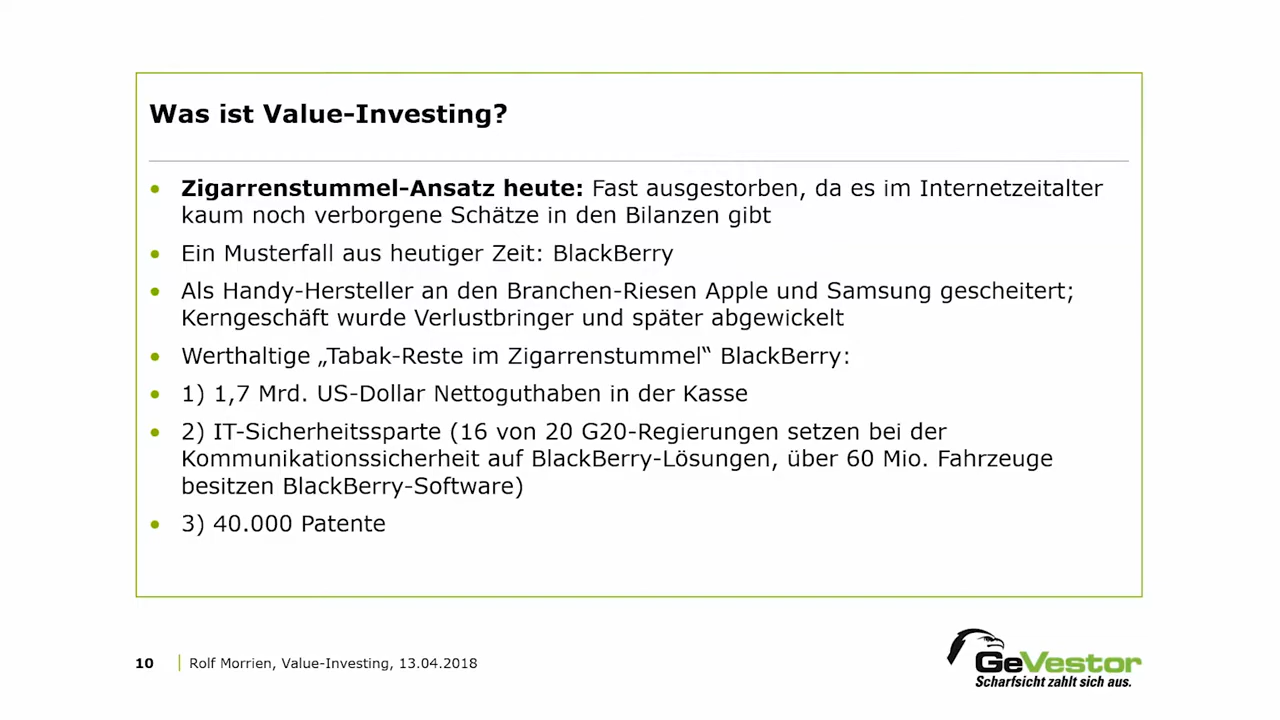 Was ist Value-Investing?
• Zigarrenstummel-Ansatz heute: Fast ausgestorben, da es im Internetzeitalter
kaum noch verborgene Schätze in den Bilanzen gibt
• Ein Musterfall aus heutiger Zeit: BlackBerry
• Als Handy-Hersteller an den Branchen-Riesen Apple und Samsung gescheitert;
Kerngeschäft wurde Verlustbringer und später abgewickelt
• Werthaltige „Tabak-Reste im Zigarrenstummel“ BlackBerry:
• 1) 1,7 Mrd. US-Dollar Nettoguthaben in der Kasse
• 2) IT-Sicherheitssparte (16 von 20 G20-Regierungen setzen bei der
Kommunikationssicherheit auf BlackBerry-Lösungen, über 60 Mio. Fahrzeuge
besitzen BlackBerry-Software)
• 3) 40.000 Patente
10 | Rolf Morrien, Value-Investing, 13.04.2018
GeVestor
Scharfsicht zahlt sich aus.